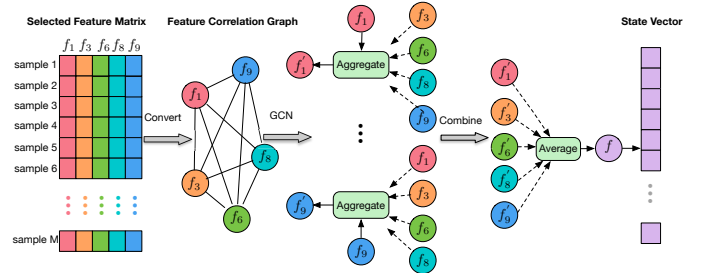 Selected Feature Matrix
Feature Correlation Graph
State Vector
f₁ f₃ f₆ f₈ f₉
sample 1
sample 2
sample 3
sample 4
sample 5
sample 6
sample M
Convert
f₉
f₁
f₈
f₃
f₆
GCN
f₁
f₃
f₆
f₈
f₉
Aggregate
f₁′
f₁
f₃
f₆
f₈
f₉
Aggregate
f₉′
Combine
f₁′
f₃′
f₆′
f₈′
f₉′
Average
f